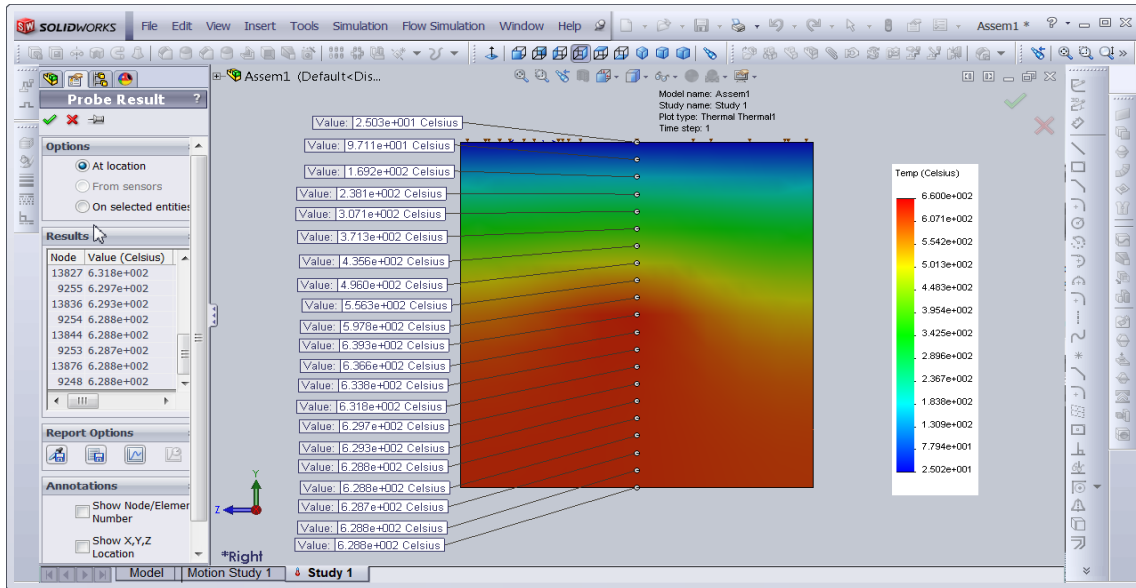 SOLIDWORKS File Edit View Insert Tools Simulation Flow Simulation Window Help Assem1 *
Assem1 (Default<Dis...
Probe Result ?
Options
At location
From sensors
On selected entities
Results
Node Value (Celsius)
13827 6.318e+002
9255 6.297e+002
13836 6.293e+002
9254 6.288e+002
13844 6.288e+002
9253 6.287e+002
13876 6.288e+002
9248 6.288e+002
Report Options
Annotations
Show Node/Elemen
Number
Show X,Y,Z
Location
Model name: Assem1
Study name: Study 1
Plot type: Thermal Thermal1
Time step: 1
Value: 2.503e+001 Celsius
Value: 9.711e+001 Celsius
Value: 1.692e+002 Celsius
Value: 2.381e+002 Celsius
Value: 3.071e+002 Celsius
Value: 3.713e+002 Celsius
Value: 4.356e+002 Celsius
Value: 4.960e+002 Celsius
Value: 5.563e+002 Celsius
Value: 5.978e+002 Celsius
Value: 6.393e+002 Celsius
Value: 6.366e+002 Celsius
Value: 6.338e+002 Celsius
Value: 6.318e+002 Celsius
Value: 6.297e+002 Celsius
Value: 6.293e+002 Celsius
Value: 6.288e+002 Celsius
Value: 6.288e+002 Celsius
Value: 6.287e+002 Celsius
Value: 6.288e+002 Celsius
Value: 6.288e+002 Celsius
Temp (Celsius)
6.600e+002
6.071e+002
5.542e+002
5.013e+002
4.483e+002
3.954e+002
3.425e+002
2.896e+002
2.367e+002
1.838e+002
1.309e+002
7.794e+001
2.502e+001
Y
Z
*Right
Model Motion Study 1 Study 1